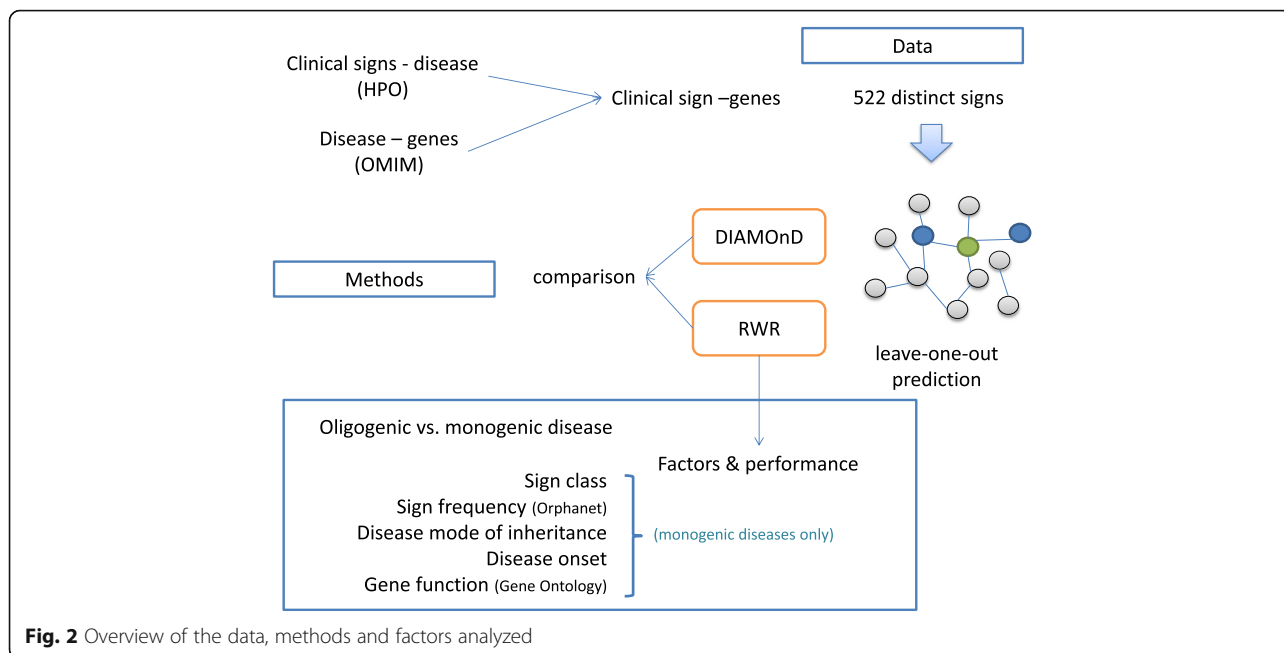 Data
Clinical signs - disease
(HPO)
Clinical sign –genes
522 distinct signs
Disease – genes
(OMIM)
DIAMOnD
Methods
comparison
RWR
leave-one-out
prediction
Oligogenic vs. monogenic disease
Factors & performance
Sign class
Sign frequency (Orphanet)
Disease mode of inheritance
(monogenic diseases only)
Disease onset
Gene function (Gene Ontology)
Fig. 2 Overview of the data, methods and factors analyzed